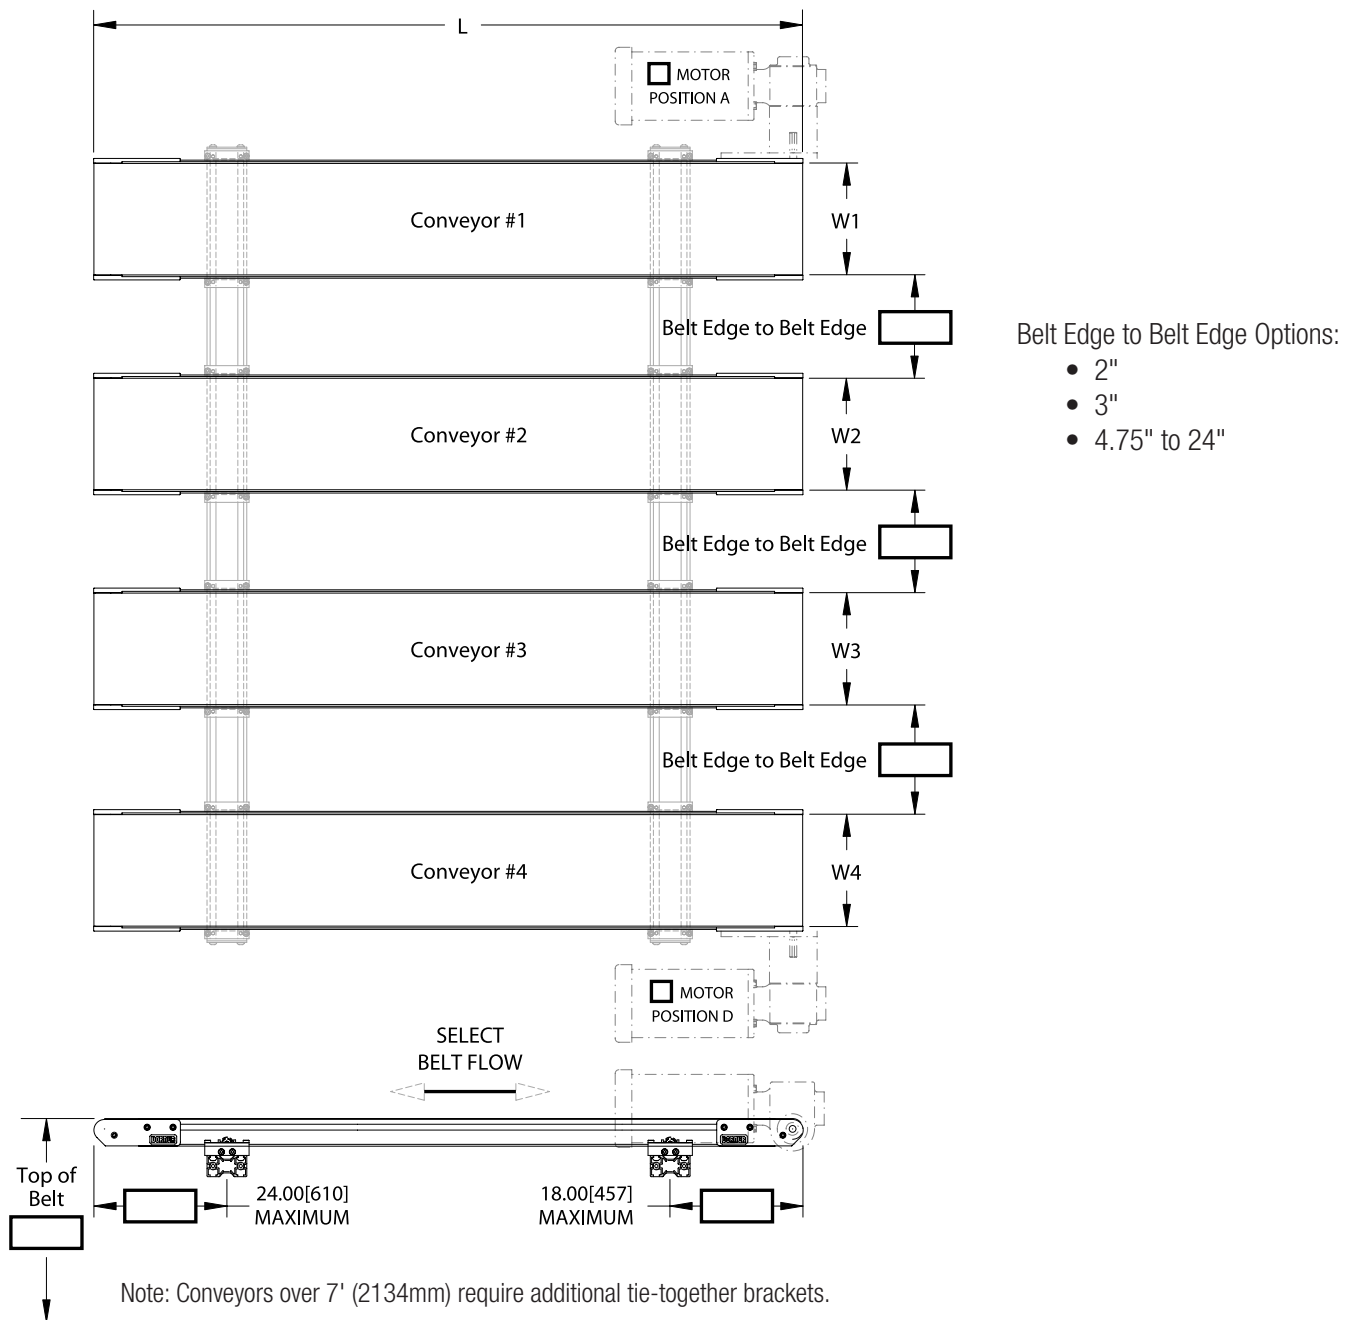 L
MOTOR
POSITION A
Conveyor #1
W1
Belt Edge to Belt Edge
Belt Edge to Belt Edge Options:
• 2"
• 3"
• 4.75" to 24"
Conveyor #2
W2
Belt Edge to Belt Edge
Conveyor #3
W3
Belt Edge to Belt Edge
Conveyor #4
W4
MOTOR
POSITION D
SELECT
BELT FLOW
DORNER
DORNER
Top of
Belt
24.00[610]
MAXIMUM
18.00[457]
MAXIMUM
Note: Conveyors over 7' (2134mm) require additional tie-together brackets.